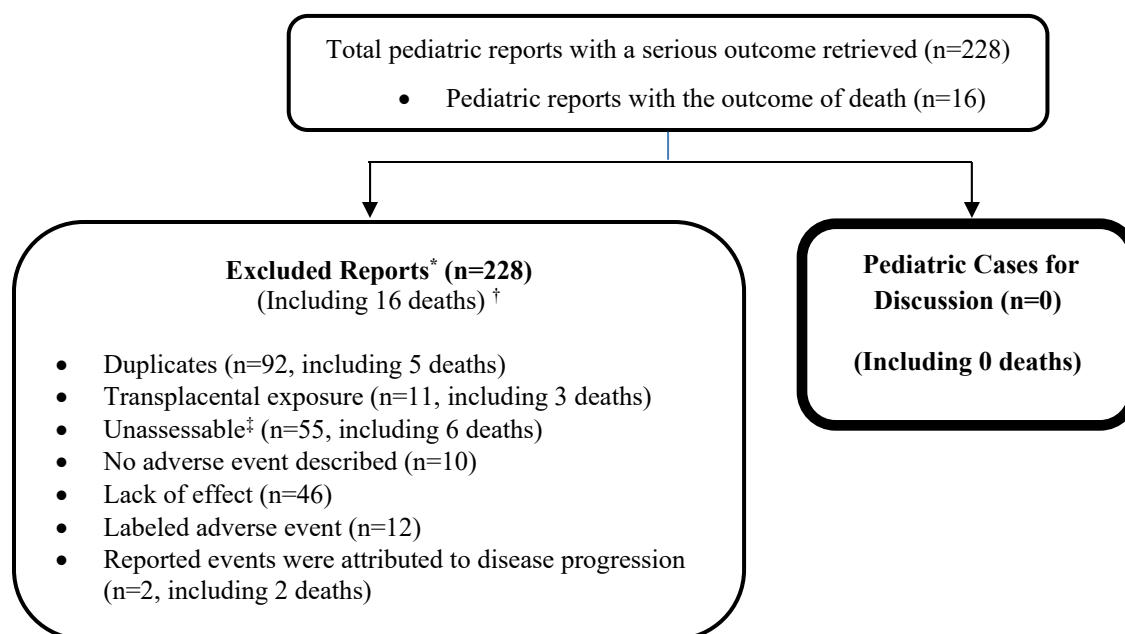 Total pediatric reports with a serious outcome retrieved (n=228)
• Pediatric reports with the outcome of death (n=16)
Excluded Reports* (n=228)
(Including 16 deaths) †
• Duplicates (n=92, including 5 deaths)
• Transplacental exposure (n=11, including 3 deaths)
• Unassessable‡ (n=55, including 6 deaths)
• No adverse event described (n=10)
• Lack of effect (n=46)
• Labeled adverse event (n=12)
• Reported events were attributed to disease progression
(n=2, including 2 deaths)
Pediatric Cases for
Discussion (n=0)
(Including 0 deaths)